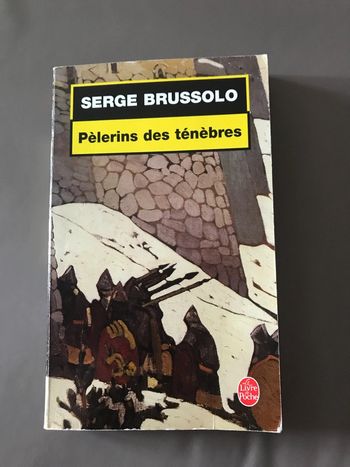 SERGE BRUSSOLO
Pèlerins des ténèbres
Le
Livre
de
Poche